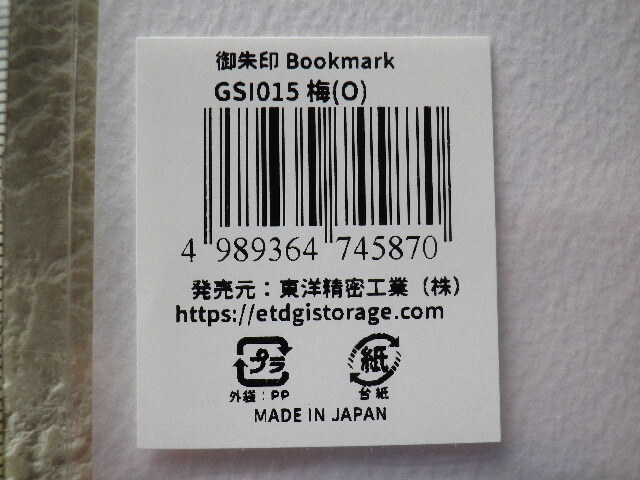 御朱印 Bookmark
GSI015 梅(O)
4 989364 745870
発売元：東洋精密工業（株）
https://etdgistorage.com
プラ 紙
外袋：PP 台紙
MADE IN JAPAN